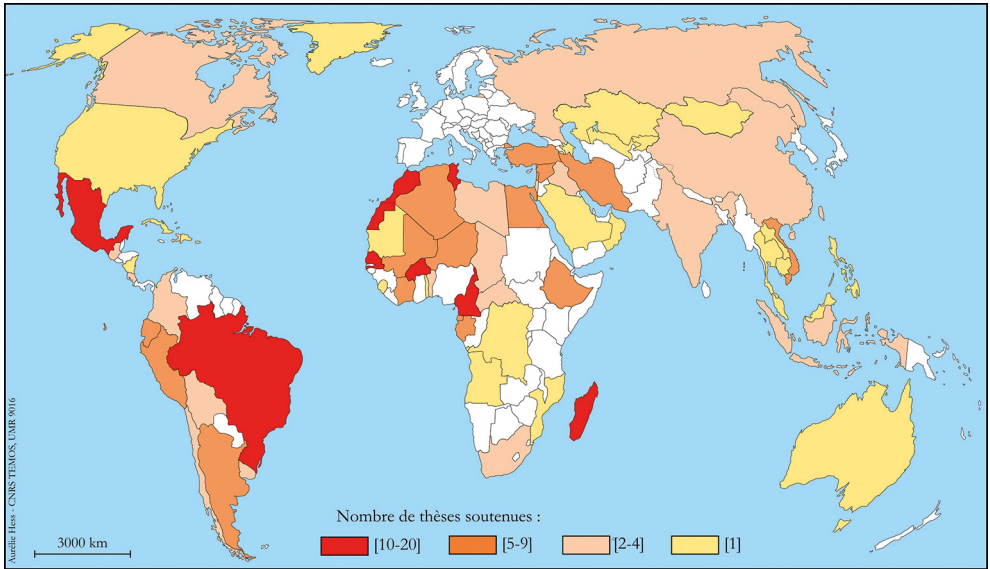 Nombre de thèses soutenues :
[10-20]
[5-9]
[2-4]
[1]
3000 km
Aurélie Hess - CNRS TEMOS, UMR 9016